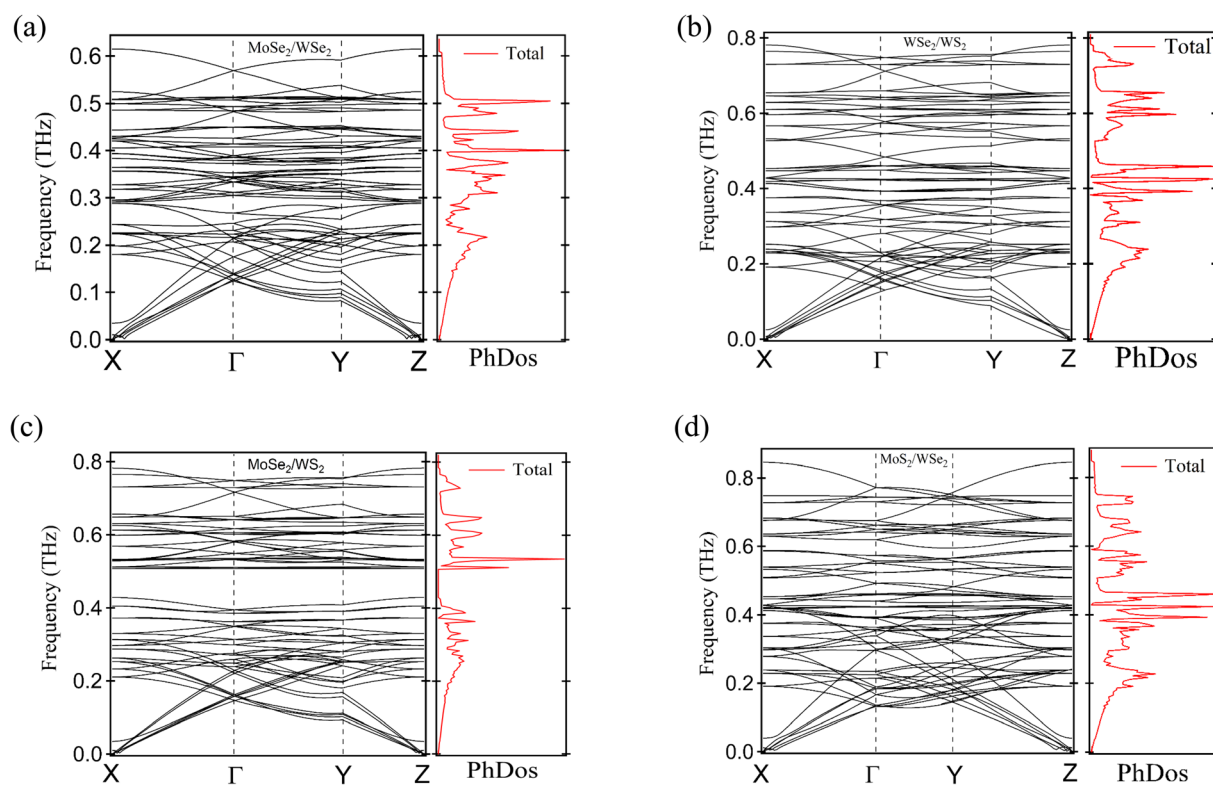 (a)
MoSe2/WSe2
Total
Frequency (THz)
0.6
0.5
0.4
0.3
0.2
0.1
0.0
X Γ Y Z
PhDos
(b)
WSe2/WS2
Total
Frequency (THz)
0.8
0.6
0.4
0.2
0.0
X Γ Y Z
PhDos
(c)
MoSe2/WS2
Total
Frequency (THz)
0.8
0.6
0.4
0.2
0.0
X Γ Y Z
PhDos
(d)
MoS2/WSe2
Total
Frequency (THz)
0.8
0.6
0.4
0.2
0.0
X Γ Y Z
PhDos